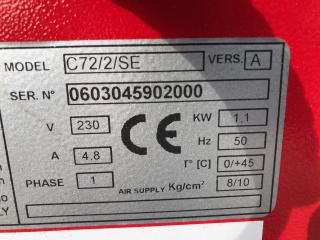 MODEL C72/2/SE VERS. A
SER. N° 0603045902000
V 230 CE KW 1.1
A 4.8 Hz 50
T° [C] 0/+45
PHASE 1 AIR SUPPLY Kg/cm² 8/10